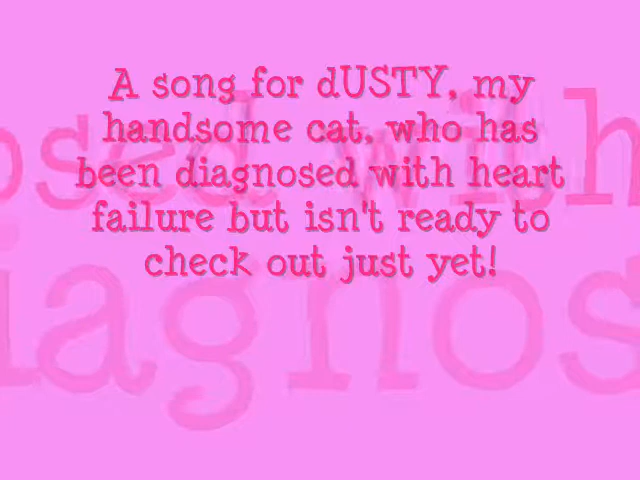 A song for dUSTY, my
handsome cat, who has
been diagnosed with heart
failure but isn't ready to
check out just yet!